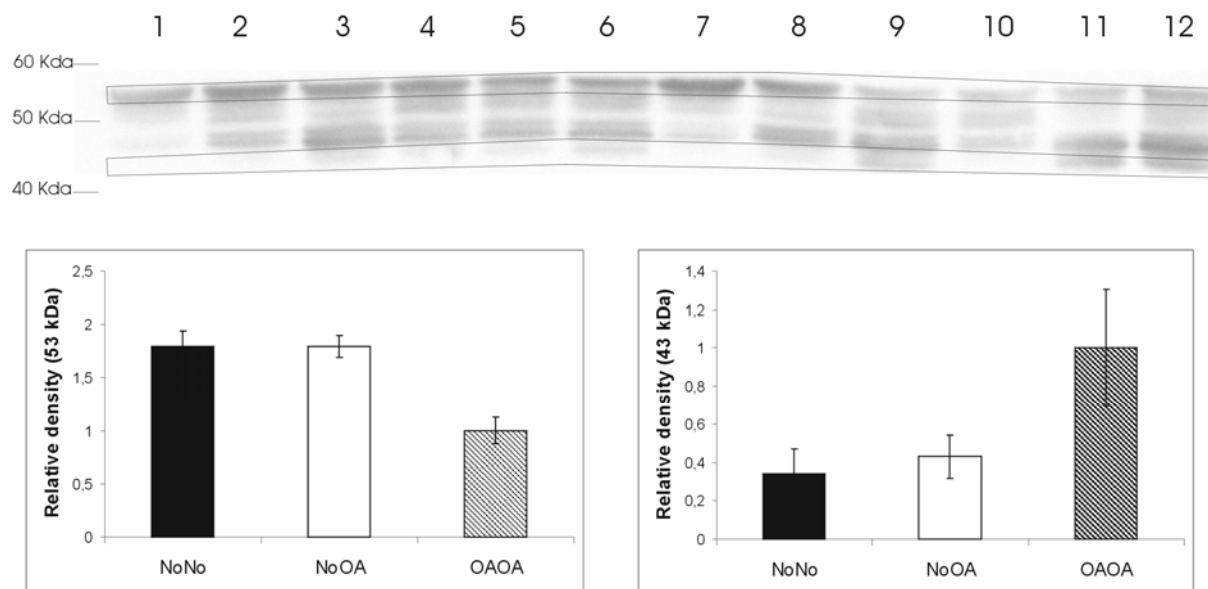 1 2 3 4 5 6 7 8 9 10 11 12
60 Kda
50 Kda
40 Kda
Relative density (53 kDa)
2,5
2
1,5
1
0,5
0
NoNo NoOA OAOA
Relative density (43 kDa)
1,4
1,2
1
0,8
0,6
0,4
0,2
0
NoNo NoOA OAOA